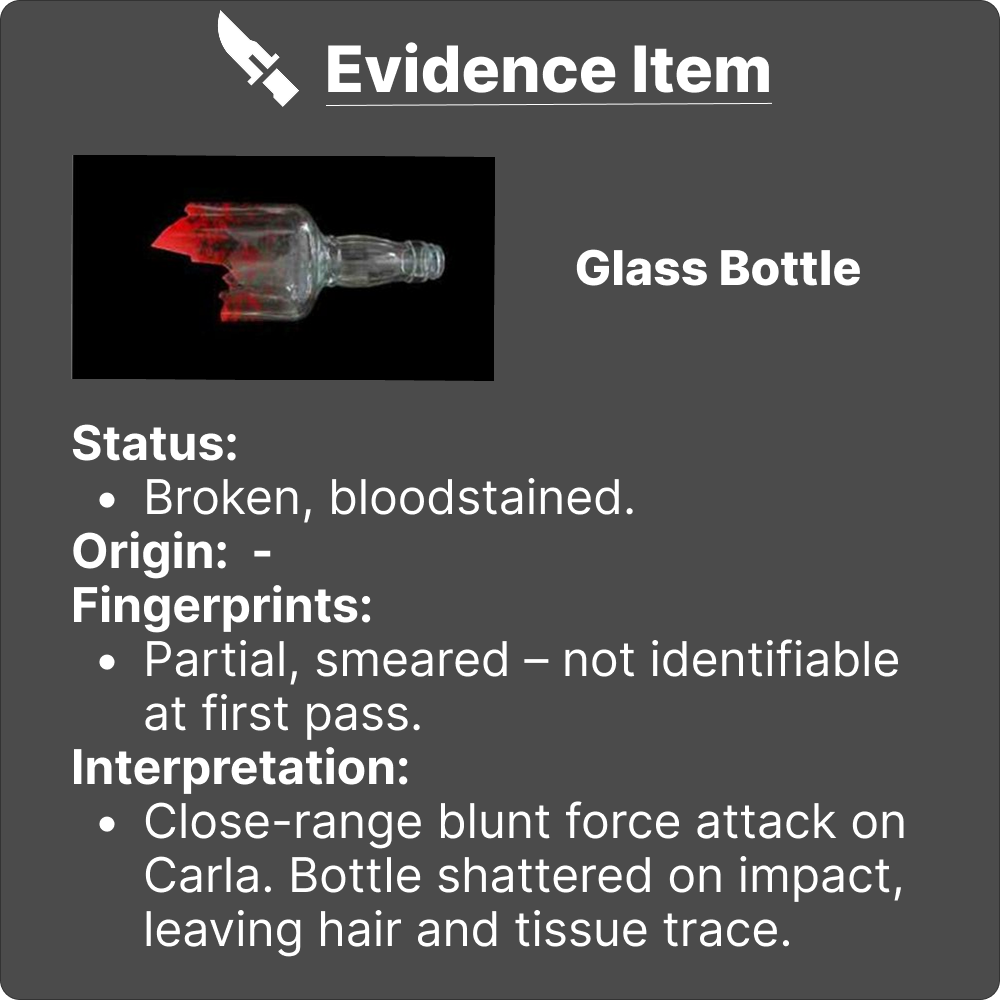 Evidence Item
Glass Bottle
Status:
• Broken, bloodstained.
Origin: -
Fingerprints:
• Partial, smeared – not identifiable
at first pass.
Interpretation:
• Close-range blunt force attack on
Carla. Bottle shattered on impact,
leaving hair and tissue trace.